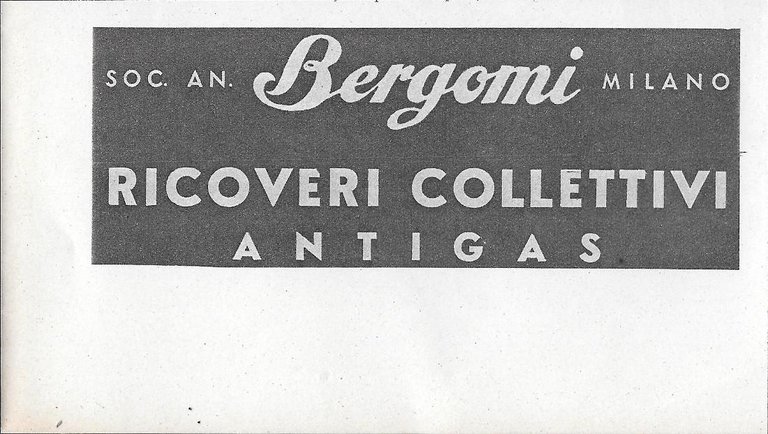 SOC. AN. Bergomi MILANO
RICOVERI COLLETTIVI
ANTIGAS